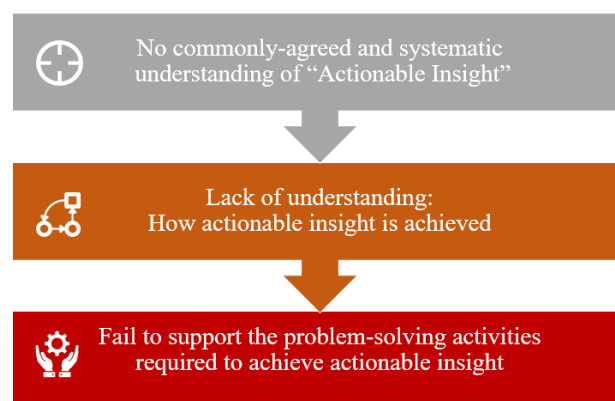 No commonly-agreed and systematic
understanding of “Actionable Insight”
Lack of understanding:
How actionable insight is achieved
Fail to support the problem-solving activities
required to achieve actionable insight